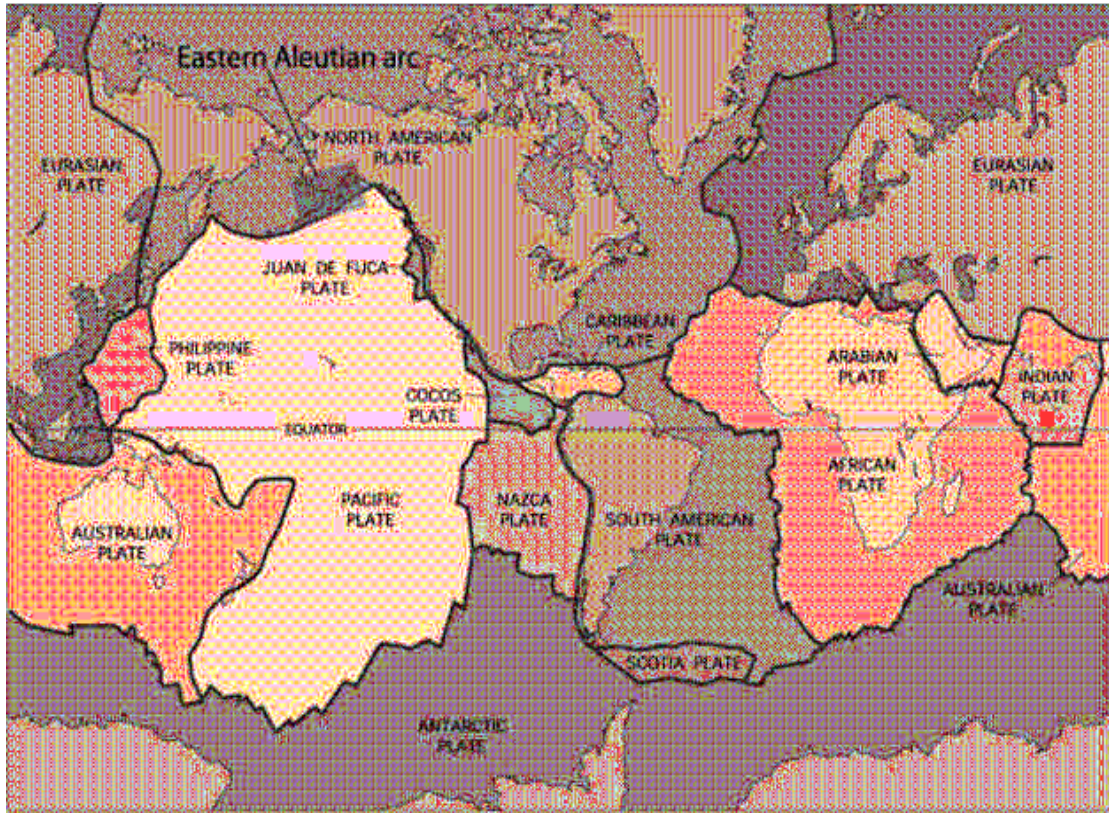 Eastern Aleutian arc
NORTH AMERICAN
PLATE
EURASIAN
PLATE
EURASIAN
PLATE
JUAN DE FUCA
PLATE
CARIBBEAN
PLATE
PHILIPPINE
PLATE
ARABIAN
PLATE
INDIAN
PLATE
COCOS
PLATE
EQUATOR
AFRICAN
PLATE
PACIFIC
PLATE
NAZCA
PLATE
SOUTH AMERICAN
PLATE
AUSTRALIAN
PLATE
AUSTRALIAN
PLATE
SCOTIA PLATE
ANTARCTIC
PLATE